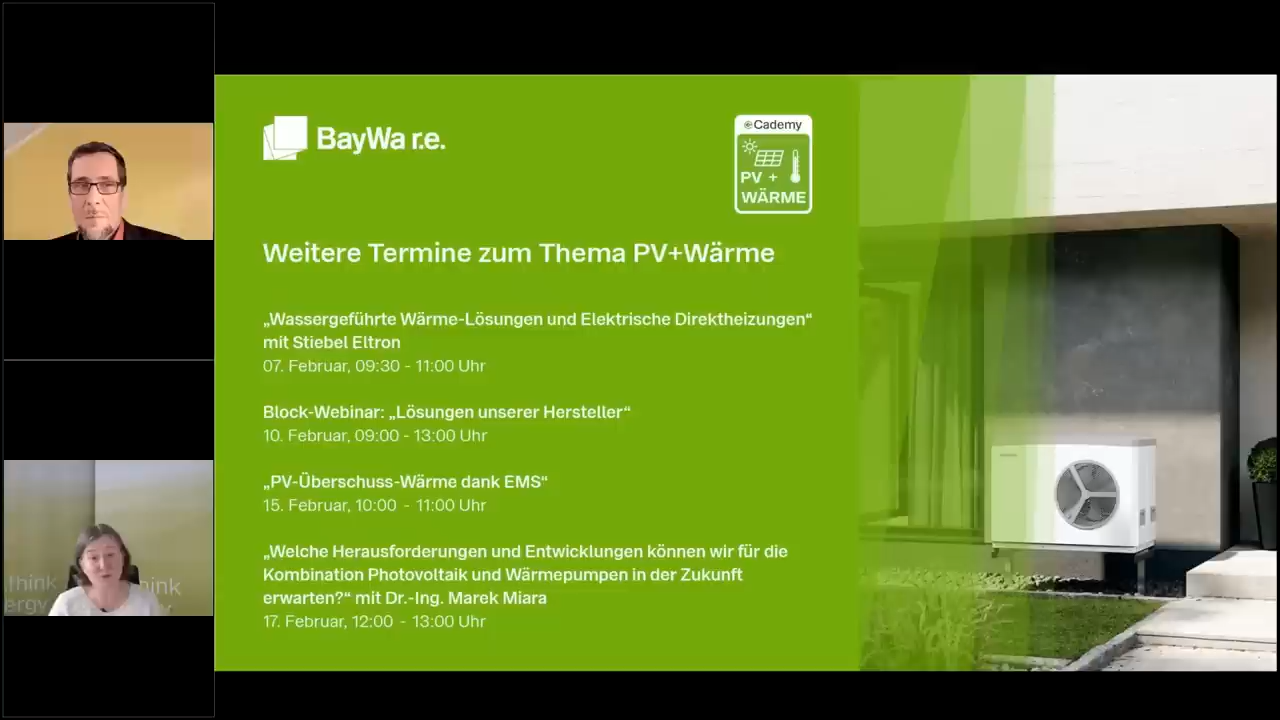 BayWa r.e.
eCademy
PV +
WÄRME
Weitere Termine zum Thema PV+Wärme
„Wassergeführte Wärme-Lösungen und Elektrische Direktheizungen“
mit Stiebel Eltron
07. Februar, 09:30 - 11:00 Uhr
Block-Webinar: „Lösungen unserer Hersteller“
10. Februar, 09:00 - 13:00 Uhr
„PV-Überschuss-Wärme dank EMS“
15. Februar, 10:00 - 11:00 Uhr
„Welche Herausforderungen und Entwicklungen können wir für die
Kombination Photovoltaik und Wärmepumpen in der Zukunft
erwarten?“ mit Dr.-Ing. Marek Miara
17. Februar, 12:00 - 13:00 Uhr
think
ink
ergy